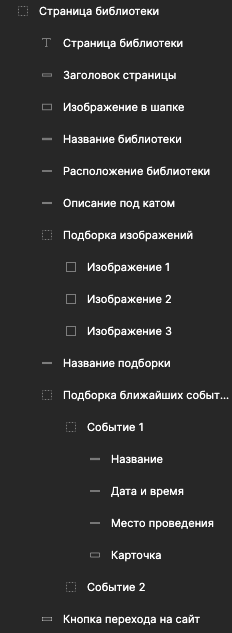 Страница библиотеки
Страница библиотеки
Заголовок страницы
Изображение в шапке
Название библиотеки
Расположение библиотеки
Описание под катом
Подборка изображений
Изображение 1
Изображение 2
Изображение 3
Название подборки
Подборка ближайших событ...
Событие 1
Название
Дата и время
Место проведения
Карточка
Событие 2
Кнопка перехода на сайт